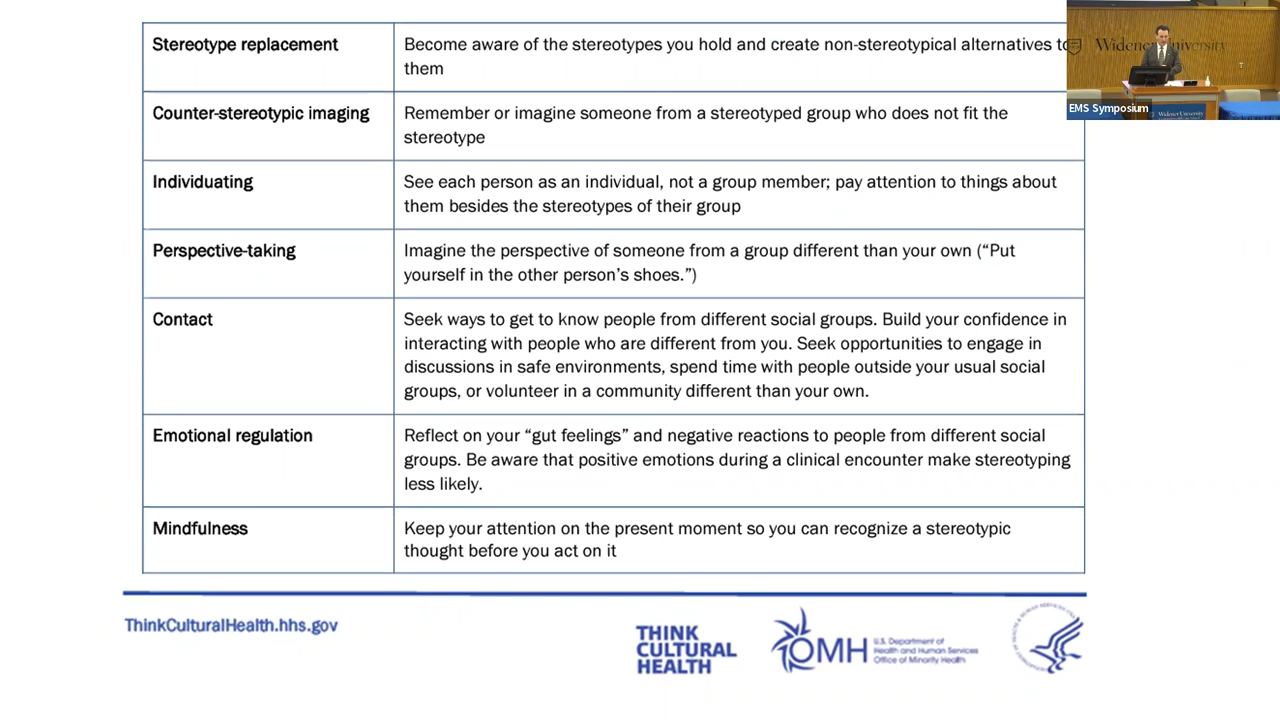 Stereotype replacement
Become aware of the stereotypes you hold and create non-stereotypical alternatives to
them
Counter-stereotypic imaging
Remember or imagine someone from a stereotyped group who does not fit the
stereotype
Individuating
See each person as an individual, not a group member; pay attention to things about
them besides the stereotypes of their group
Perspective-taking
Imagine the perspective of someone from a group different than your own (“Put
yourself in the other person’s shoes.”)
Contact
Seek ways to get to know people from different social groups. Build your confidence in
interacting with people who are different from you. Seek opportunities to engage in
discussions in safe environments, spend time with people outside your usual social
groups, or volunteer in a community different than your own.
Emotional regulation
Reflect on your “gut feelings” and negative reactions to people from different social
groups. Be aware that positive emotions during a clinical encounter make stereotyping
less likely.
Mindfulness
Keep your attention on the present moment so you can recognize a stereotypic
thought before you act on it
Widener University
EMS Symposium
Widener University
ThinkCulturalHealth.hhs.gov
THINK
CULTURAL
HEALTH
OMH
U.S. Department of
Health and Human Services
Office of Minority Health